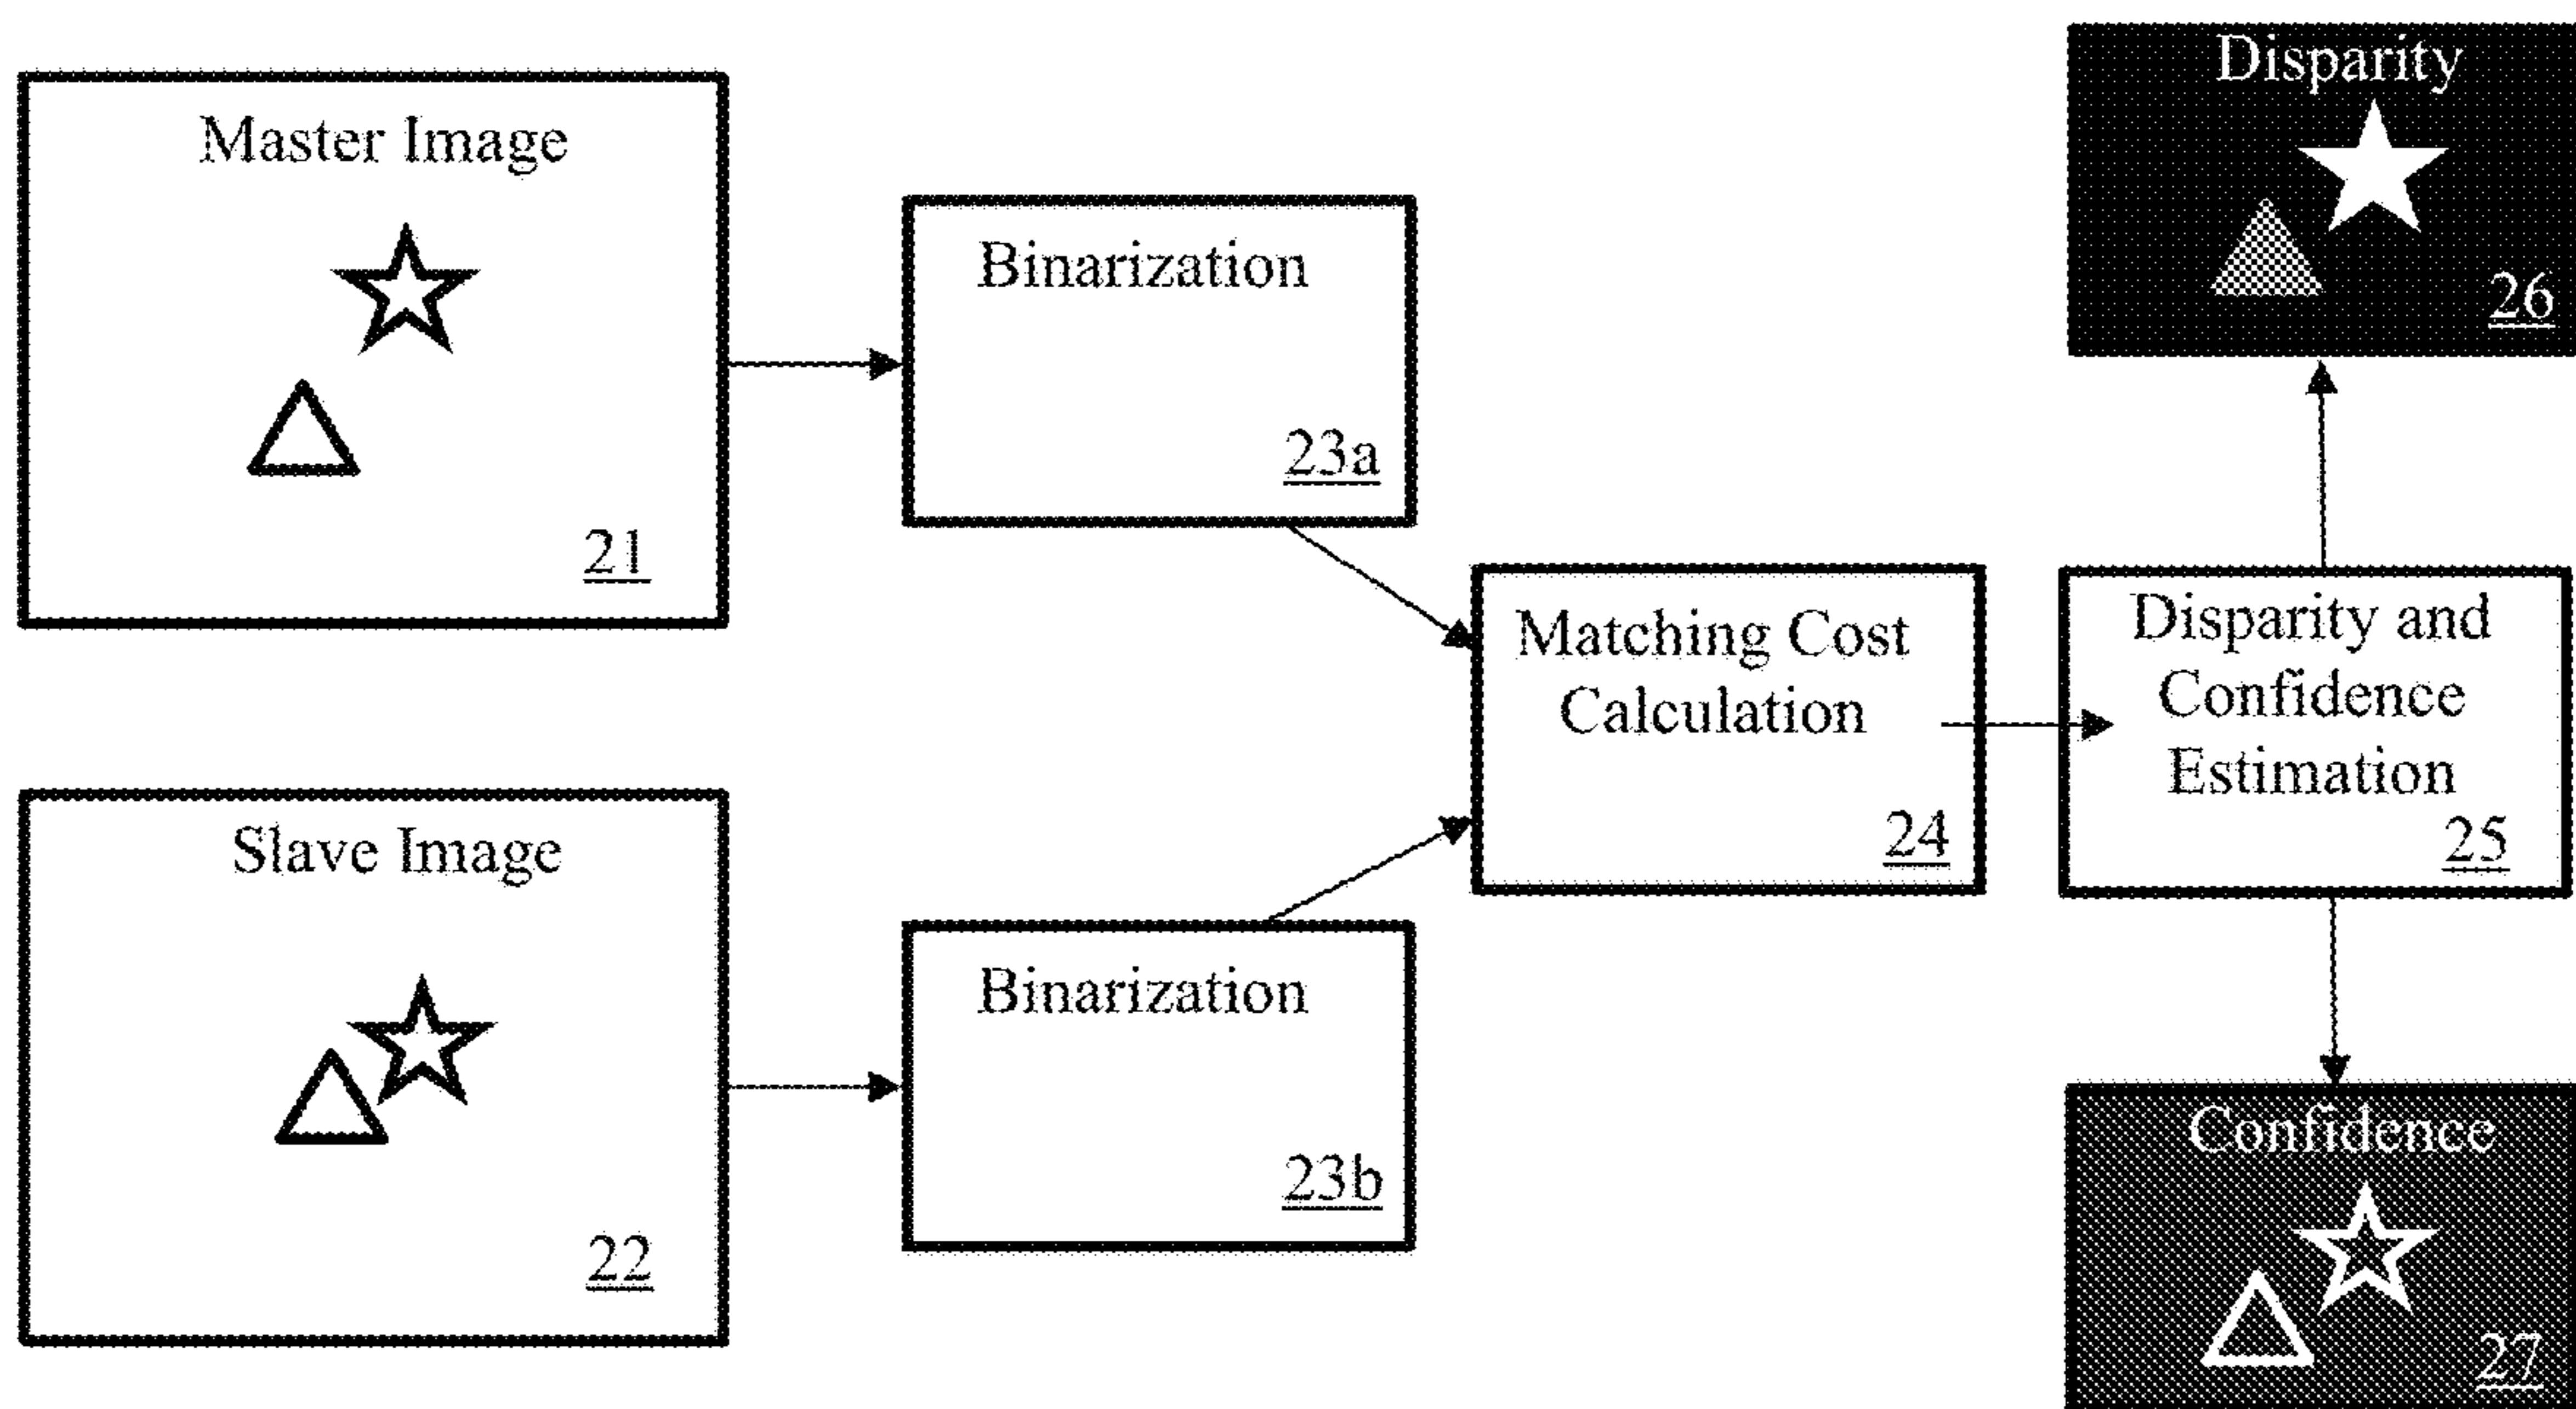 Master Image
21
Binarization
23a
Slave Image
22
Binarization
23b
Matching Cost
Calculation
24
Disparity and
Confidence
Estimation
25
Disparity
26
Confidence
27